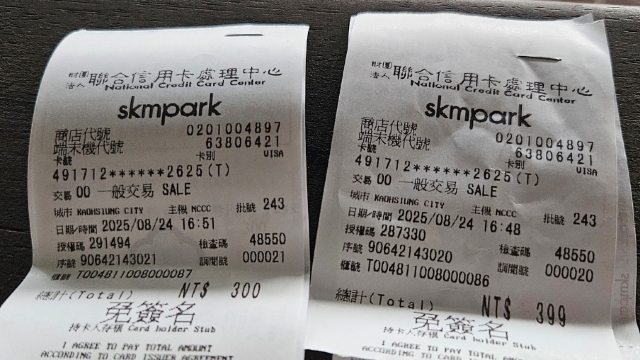 財團法人 聯合信用卡處理中心
National Credit Card Center
skmpark
商店代號 0201004897
端末機代號 63806421
卡號 卡別 VISA
491712******2625(T)
交易 00 一般交易 SALE
城市 KAOHSIUNG CITY 主機 NCCC 批號 243
日期/時間 2025/08/24 16:51
授權碼 291494 檢查碼 48550
序號 90642143021 調閱號 000021
櫃號 T004811008000087
總計(Total) NT$ 300
免簽名
持卡人存根 Card holder Stub
I AGREE TO PAY TOTAL AMOUNT
ACCORDING TO CARD ISSUER AGREEMENT
財團法人 聯合信用卡處理中心
National Credit Card Center
skmpark
商店代號 0201004897
端末機代號 63806421
卡號 卡別 VISA
491712******2625(T)
交易 00 一般交易 SALE
城市 KAOHSIUNG CITY 主機 NCCC 批號 243
日期/時間 2025/08/24 16:48
授權碼 287330 檢查碼 48550
序號 90642143020 調閱號 000020
櫃號 T004811008000086
總計(Total) NT$ 399
免簽名
持卡人存根 Card holder Stub
I AGREE TO PAY TOTAL AMOUNT
ACCORDING TO CARD ISSUER AGREEMENT